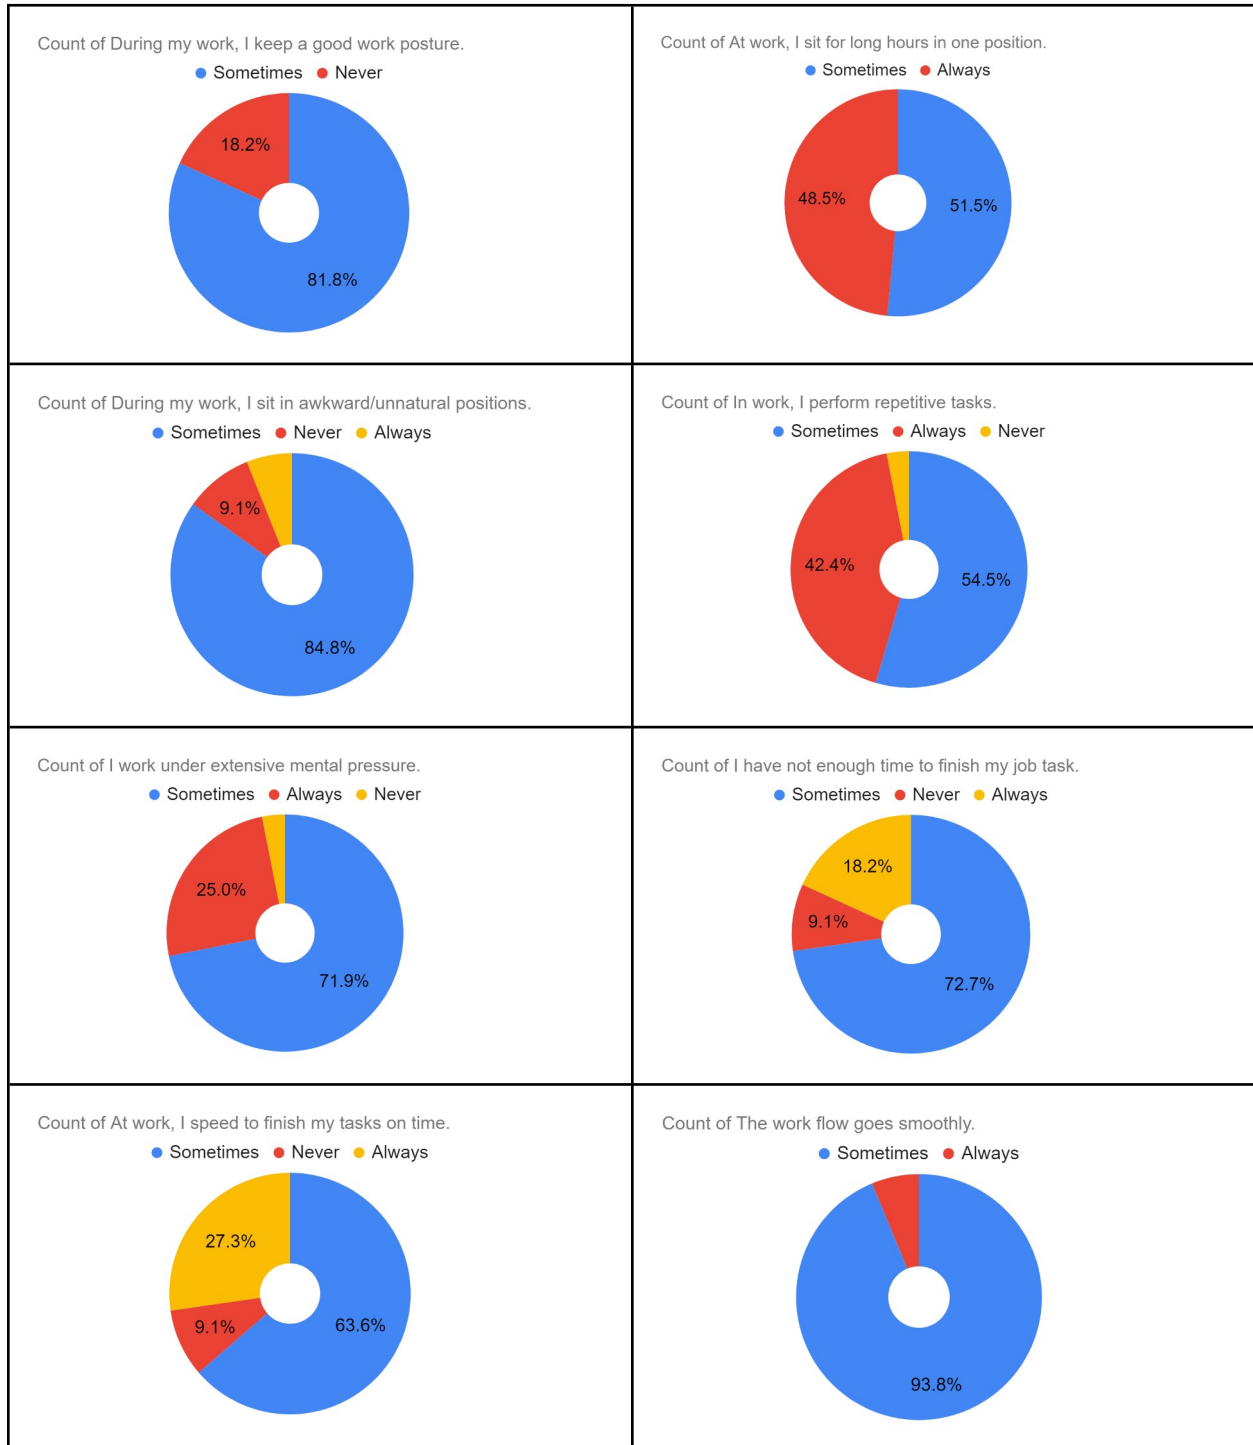 Count of During my work, I keep a good work posture.
Sometimes Never
18.2%
81.8%
Count of At work, I sit for long hours in one position.
Sometimes Always
48.5%
51.5%
Count of During my work, I sit in awkward/unnatural positions.
Sometimes Never Always
9.1%
84.8%
Count of In work, I perform repetitive tasks.
Sometimes Always Never
42.4%
54.5%
Count of I work under extensive mental pressure.
Sometimes Always Never
25.0%
71.9%
Count of I have not enough time to finish my job task.
Sometimes Never Always
18.2%
9.1%
72.7%
Count of At work, I speed to finish my tasks on time.
Sometimes Never Always
27.3%
9.1%
63.6%
Count of The work flow goes smoothly.
Sometimes Always
93.8%